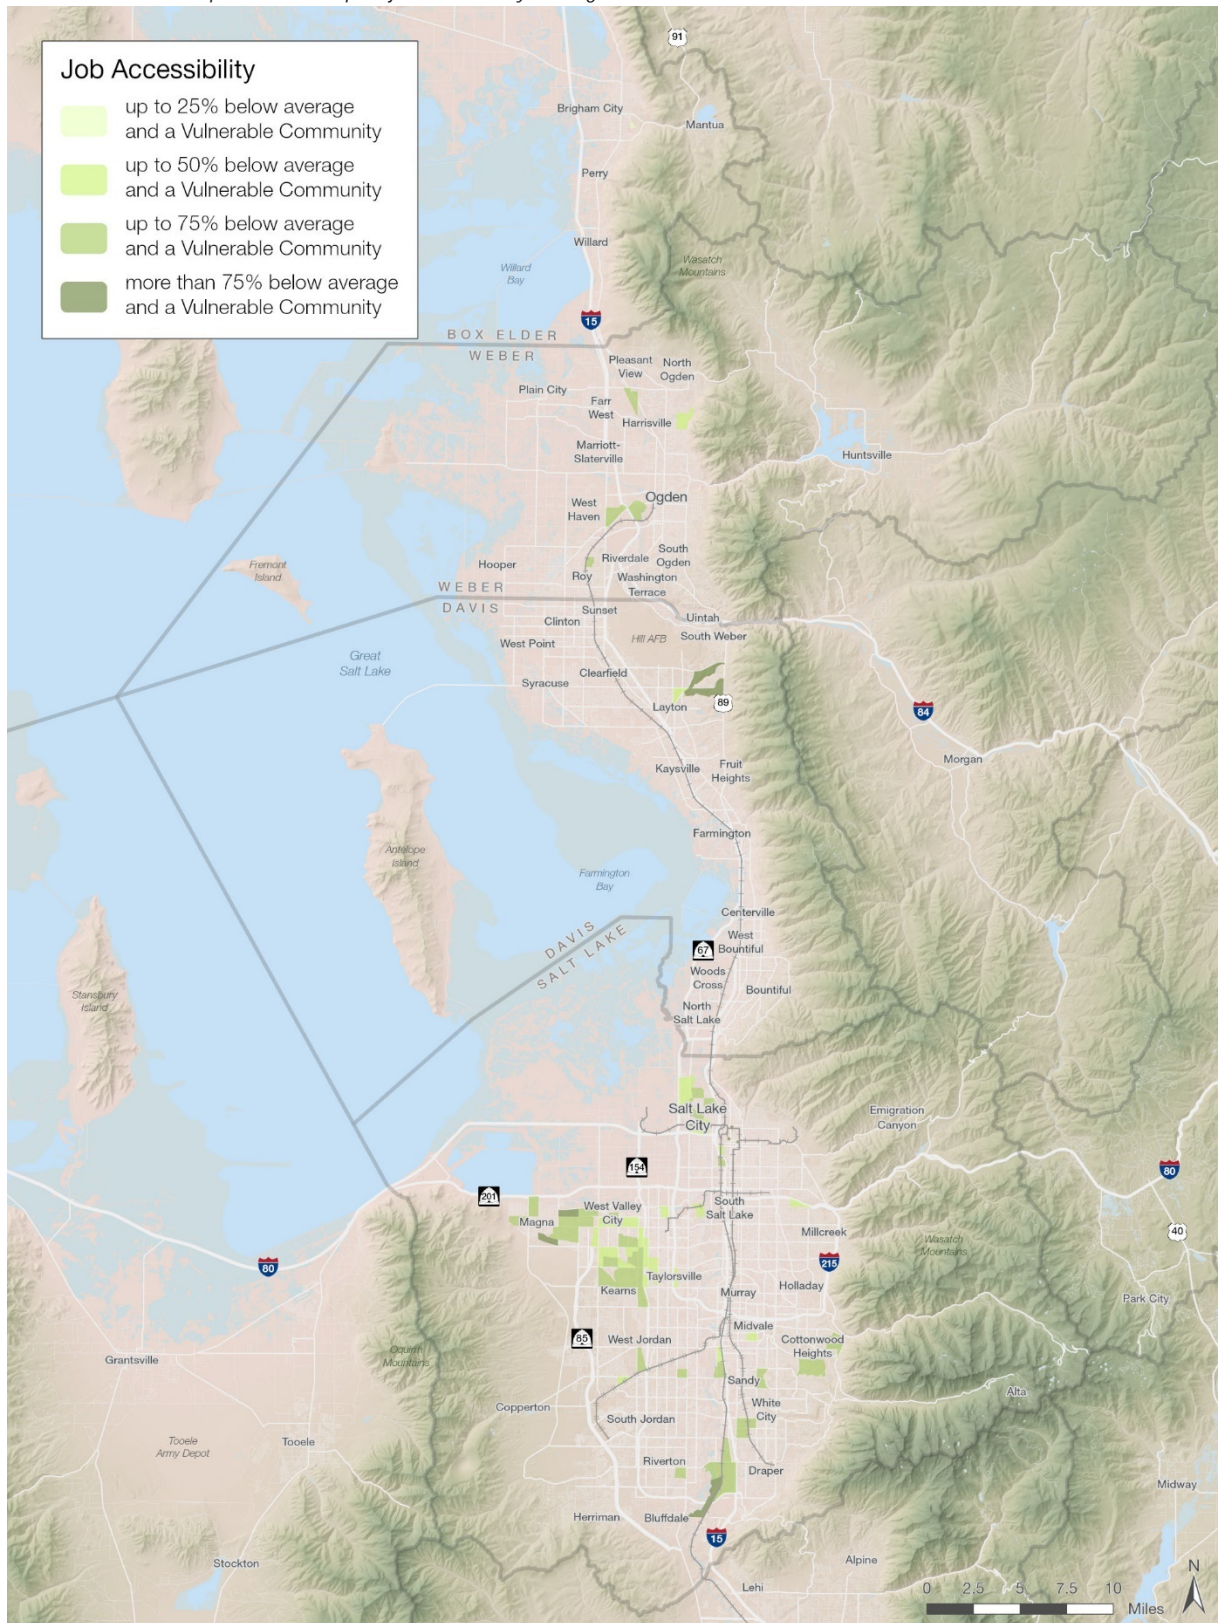 Job Accessibility
up to 25% below average
and a Vulnerable Community
up to 50% below average
and a Vulnerable Community
up to 75% below average
and a Vulnerable Community
more than 75% below average
and a Vulnerable Community
91
Brigham City
Mantua
Perry
Willard
Willard
Bay
Wasatch
Mountains
15
BOX ELDER
WEBER
Pleasant
View
North
Ogden
Plain City
Farr
West
Harrisville
Marriott-
Slaterville
Huntsville
West
Haven
Ogden
Fremont
Island
Hooper
Riverdale
South
Ogden
Roy
Washington
Terrace
WEBER
DAVIS
Sunset
Clinton
Uintah
West Point
Hill AFB
South Weber
Great
Salt Lake
Clearfield
Syracuse
Layton
89
84
Morgan
Kaysville
Fruit
Heights
Farmington
Antelope
Island
Farmington
Bay
Centerville
DAVIS
SALT LAKE
67
West
Bountiful
Woods
Cross
Bountiful
Stansbury
Island
North
Salt Lake
Salt Lake
City
Emigration
Canyon
154
80
201
West Valley
City
South
Salt Lake
Magna
Millcreek
40
Wasatch
Mountains
80
215
Taylorsville
Kearns
Murray
Holladay
Park City
Midvale
85
West Jordan
Cottonwood
Heights
Grantsville
Oquirrh
Mountains
Sandy
Alta
Copperton
White
City
South Jordan
Tooele
Army Depot
Tooele
Riverton
Draper
Midway
Herriman
Bluffdale
15
Stockton
Alpine
Lehi
N
0 2.5 5 7.5 10
Miles